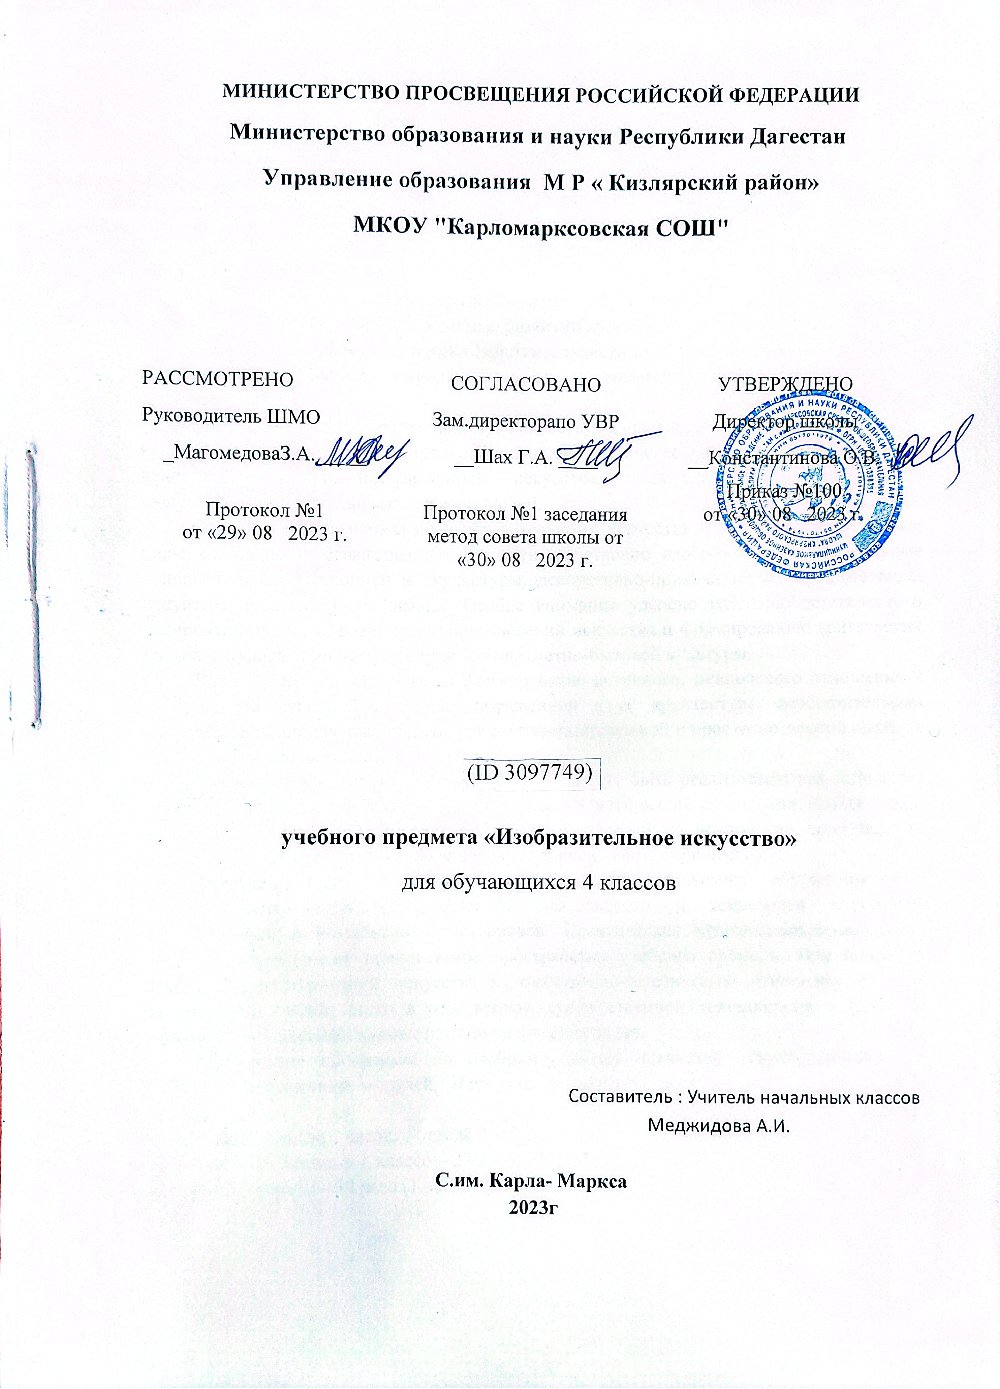 МИНИСТЕРСТВО ПРОСВЕЩЕНИЯ РОССИЙСКОЙ ФЕДЕРАЦИИ
Министерство образования и науки Республики Дагестан
Управление образования М Р « Кизлярский район»
МКОУ "Карломарксовская СОШ"
РАССМОТРЕНО
Руководитель ШМО
_МагомедоваЗ.А.
Протокол №1
от «29» 08 2023 г.
СОГЛАСОВАНО
Зам.директорапо УВР
__Шах Г.А.
Протокол №1 заседания
метод совета школы от
«30» 08 2023 г.
УТВЕРЖДЕНО
Директор школы
__Константинова О.В.
Приказ №100
от «30» 08 2023 г.
(ID 3097749)
учебного предмета «Изобразительное искусство»
для обучающихся 4 классов
Составитель : Учитель начальных классов
Меджидова А.И.
С.им. Карла- Маркса
2023г